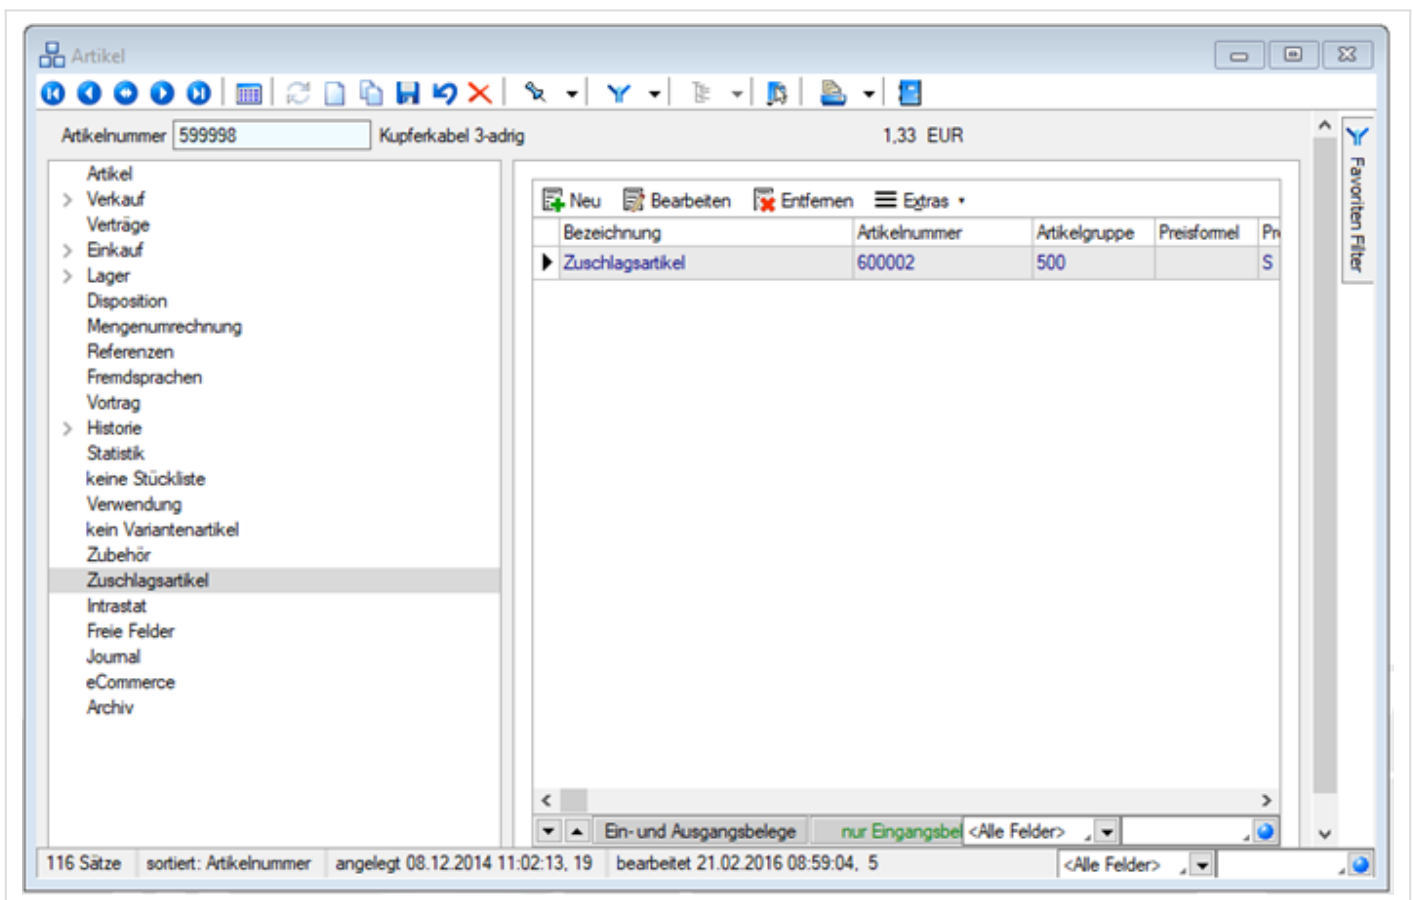 Artikel
Artikelnummer 599998 Kupferkabel 3-adrig 1,33 EUR
Favoriten Filter
Artikel
Verkauf
Verträge
Einkauf
Lager
Disposition
Mengenumrechnung
Referenzen
Fremdsprachen
Vortrag
Historie
Statistik
keine Stückliste
Verwendung
kein Variantenartikel
Zubehör
Zuschlagsartikel
Intrastat
Freie Felder
Journal
eCommerce
Archiv
Neu Bearbeiten Entfernen Extras
Bezeichnung Artikelnummer Artikelgruppe Preisformel Pr
Zuschlagsartikel 600002 500 S
Ein- und Ausgangsbelege nur Eingangsbel <Alle Felder>
116 Sätze sortiert: Artikelnummer angelegt 08.12.2014 11:02:13, 19 bearbeitet 21.02.2016 08:59:04, 5 <Alle Felder>